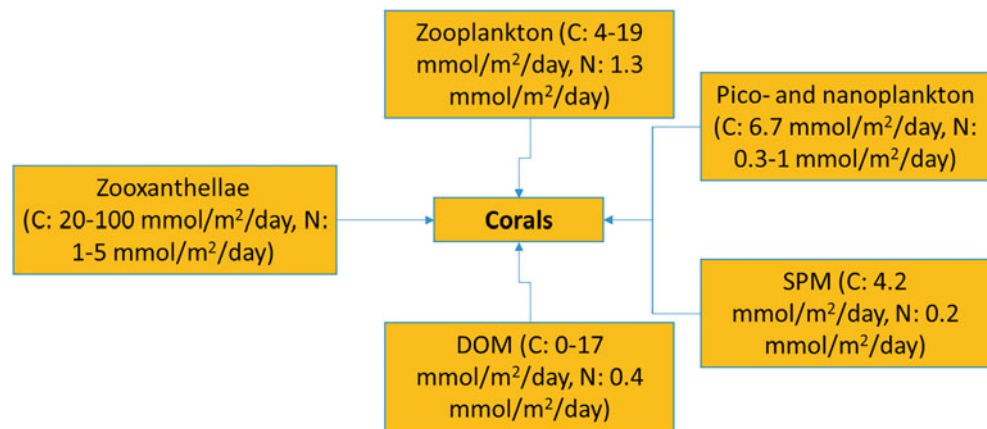 Zooplankton (C: 4-19
mmol/m²/day, N: 1.3
mmol/m²/day)
Pico- and nanoplankton
(C: 6.7 mmol/m²/day, N:
0.3-1 mmol/m²/day)
Zooxanthellae
(C: 20-100 mmol/m²/day, N:
1-5 mmol/m²/day)
Corals
SPM (C: 4.2
mmol/m²/day, N: 0.2
mmol/m²/day)
DOM (C: 0-17
mmol/m²/day, N: 0.4
mmol/m²/day)